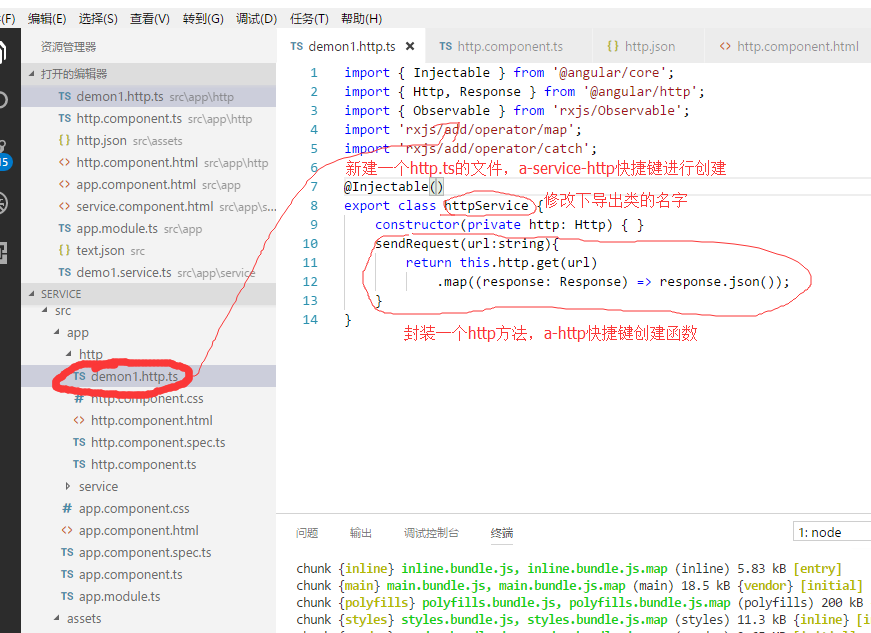 (F) 编辑(E) 选择(S) 查看(V) 转到(G) 调试(D) 任务(T) 帮助(H)
资源管理器
打开的编辑器
TS demon1.http.ts src\app\http
TS http.component.ts src\app\http
{} http.json src\assets
<> http.component.html src\app\http
<> app.component.html src\app
<> service.component.html src\app\s...
TS app.module.ts src\app
{} text.json src
TS demo1.service.ts src\app\service
SERVICE
src
app
http
TS demon1.http.ts
# http.component.css
<> http.component.html
TS http.component.spec.ts
TS http.component.ts
service
# app.component.css
<> app.component.html
TS app.component.spec.ts
TS app.component.ts
TS app.module.ts
assets
15
TS demon1.http.ts × TS http.component.ts {} http.json <> http.component.html
1 import { Injectable } from '@angular/core';
2 import { Http, Response } from '@angular/http';
3 import { Observable } from 'rxjs/Observable';
4 import 'rxjs/add/operator/map';
5 import 'rxjs/add/operator/catch';
6 新建一个http.ts的文件，a-service-http快捷键进行创建
7 @Injectable()
修改下导出类的名字
8 export class httpService {
9 constructor(private http: Http) { }
10 sendRequest(url:string){
11 return this.http.get(url)
12 .map((response: Response) => response.json());
13 }
14 }
封装一个http方法，a-http快捷键创建函数
问题 输出 调试控制台 终端 1: node
chunk {inline} inline.bundle.js, inline.bundle.js.map (inline) 5.83 kB [entry]
chunk {main} main.bundle.js, main.bundle.js.map (main) 18.5 kB {vendor} [initial]
chunk {polyfills} polyfills.bundle.js, polyfills.bundle.js.map (polyfills) 200 kB
chunk {styles} styles.bundle.js, styles.bundle.js.map (styles) 11.3 kB {inline} [i